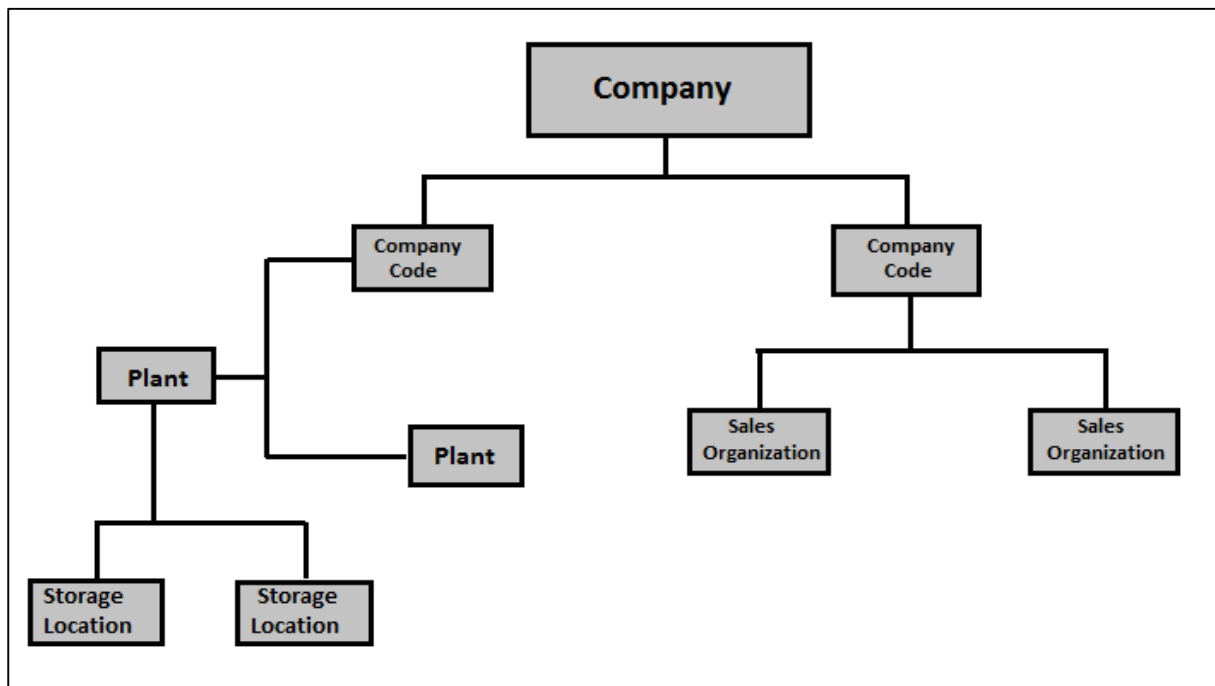 Company
Company
Code
Company
Code
Plant
Plant
Sales
Organization
Sales
Organization
Storage
Location
Storage
Location